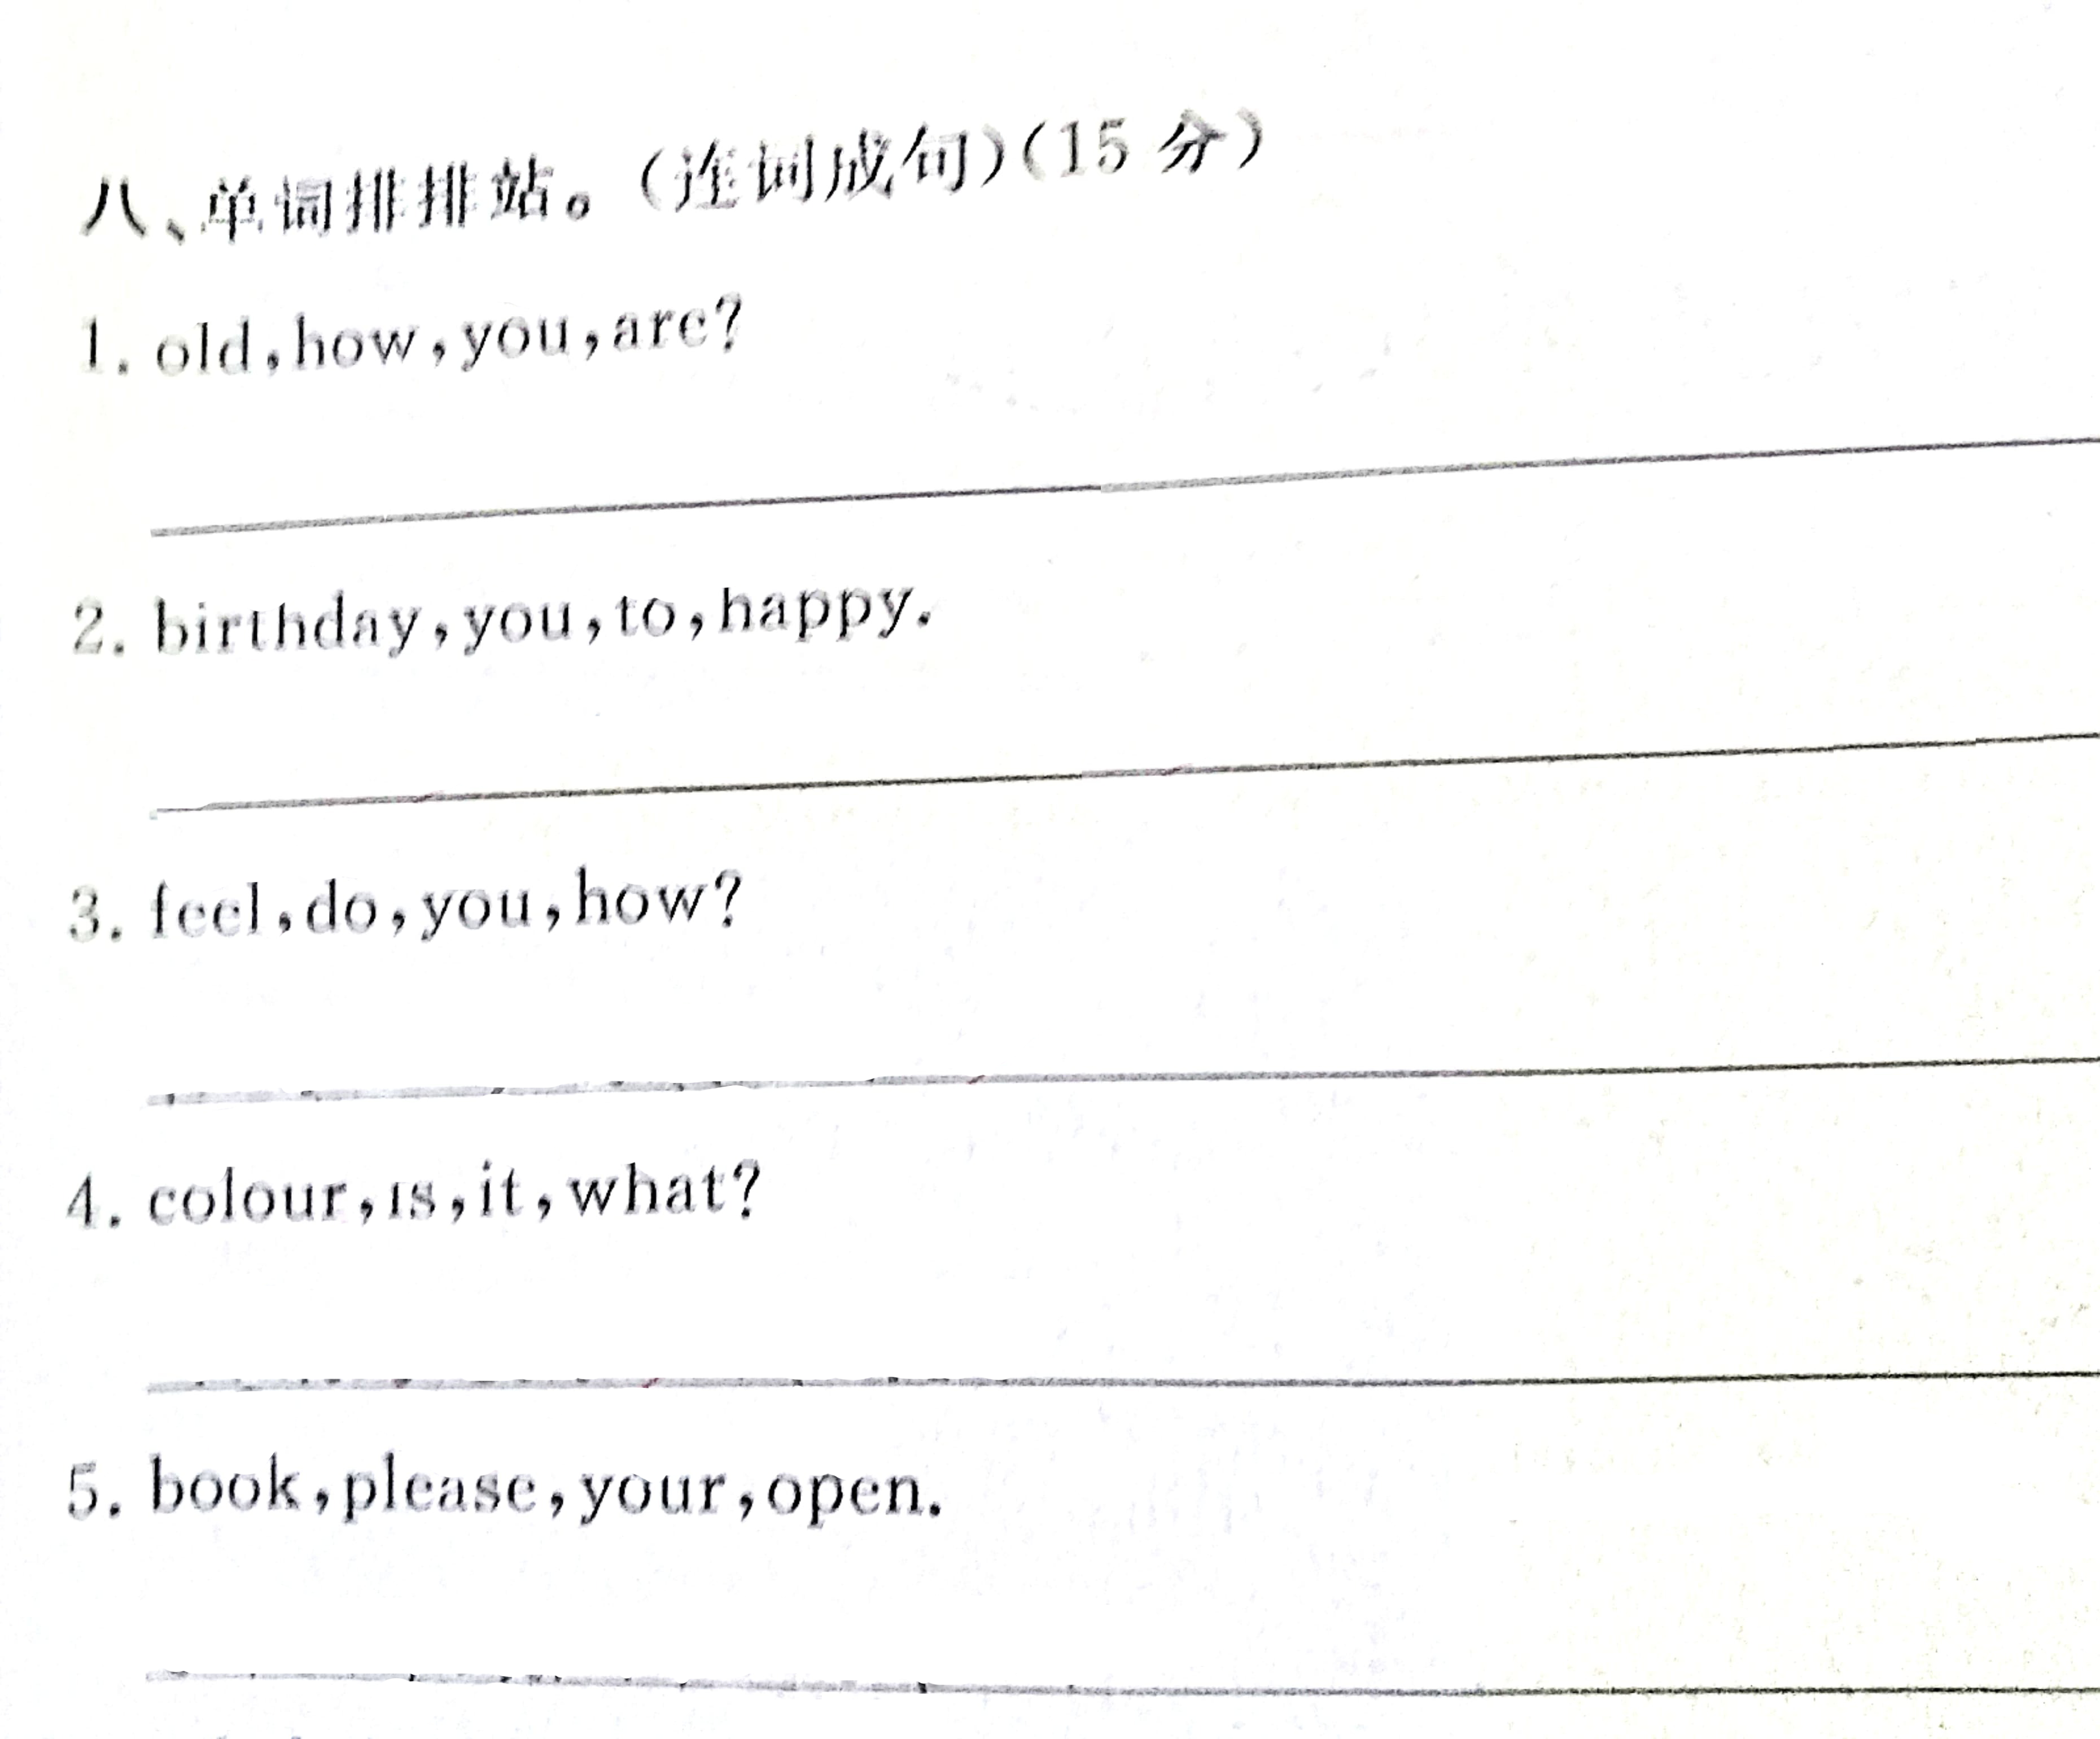 八、单词排排站。(连词成句)(15 分)
1. old,how,you,are?
2. birthday,you,to,happy.
3. feel,do,you,how?
4. colour,is,it,what?
5. book,please,your,open.